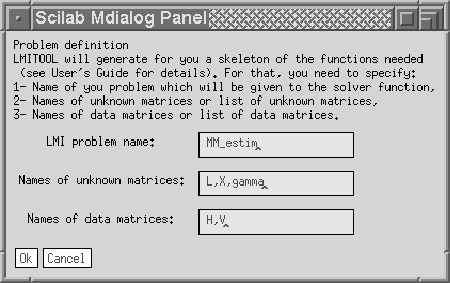 Scilab Mdialog Panel
Problem definition
LMITOOL will generate for you a skeleton of the functions needed
(see User's Guide for details). For that, you need to specify:
1- Name of you problem which will be given to the solver function,
2- Names of unknown matrices or list of unknown matrices,
3- Names of data matrices or list of data matrices.
LMI problem name: MM_estim
Names of unknown matrices: L,X,gamma
Names of data matrices: H,V
Ok Cancel